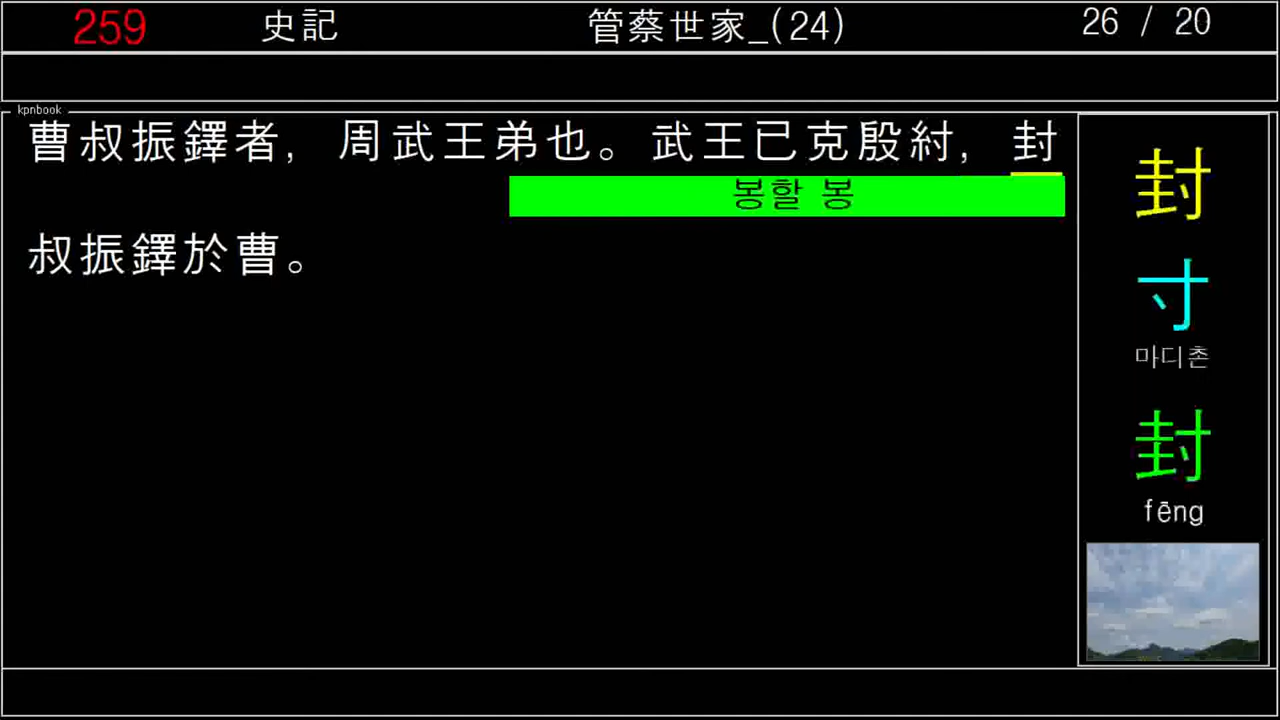 259 史記 管蔡世家_(24) 26 / 20
kpnbook
曹叔振鐸者, 周武王弟也。武王已克殷紂, 封
봉할 봉
叔振鐸於曹。
封
寸
마디촌
封
fēng